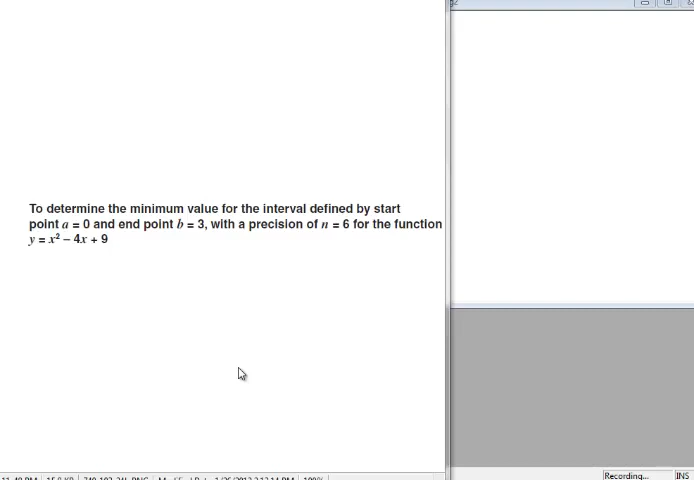 To determine the minimum value for the interval defined by start
point a = 0 and end point b = 3, with a precision of n = 6 for the function
y = x² – 4x + 9
Recording...
INS
100%